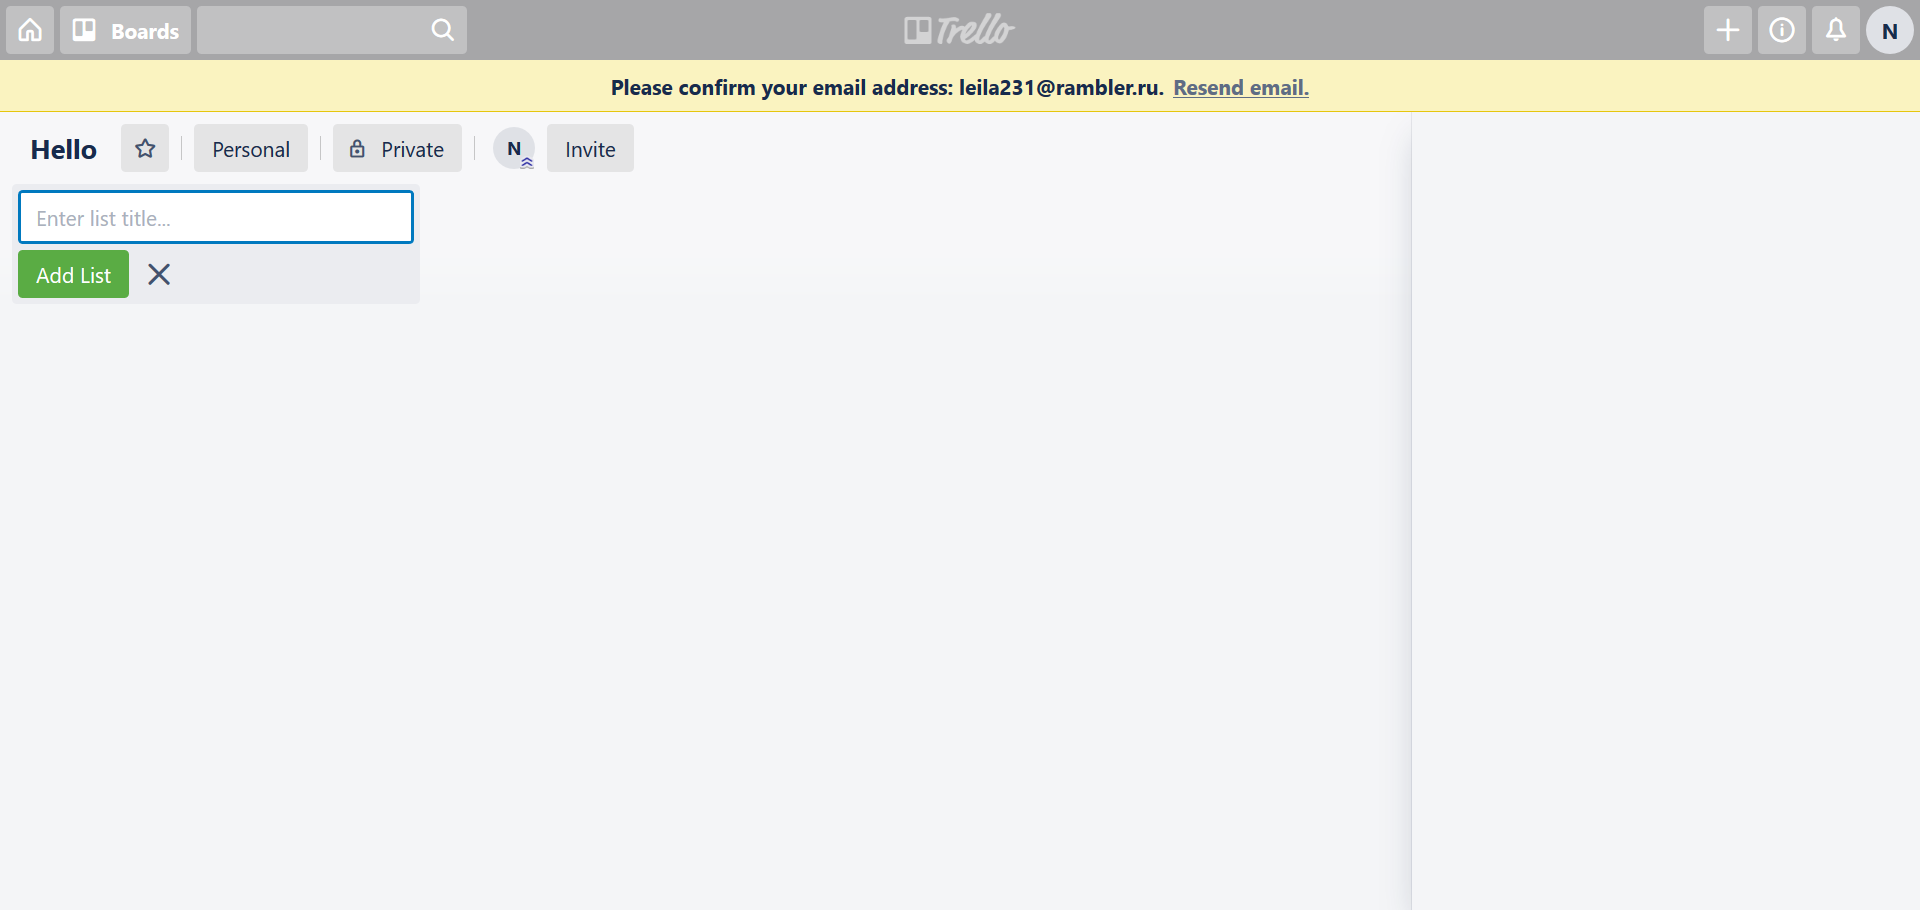 Boards
Trello
N
Please confirm your email address: leila231@rambler.ru. Resend email.
Hello
Personal
Private
N
Invite
Enter list title...
Add List